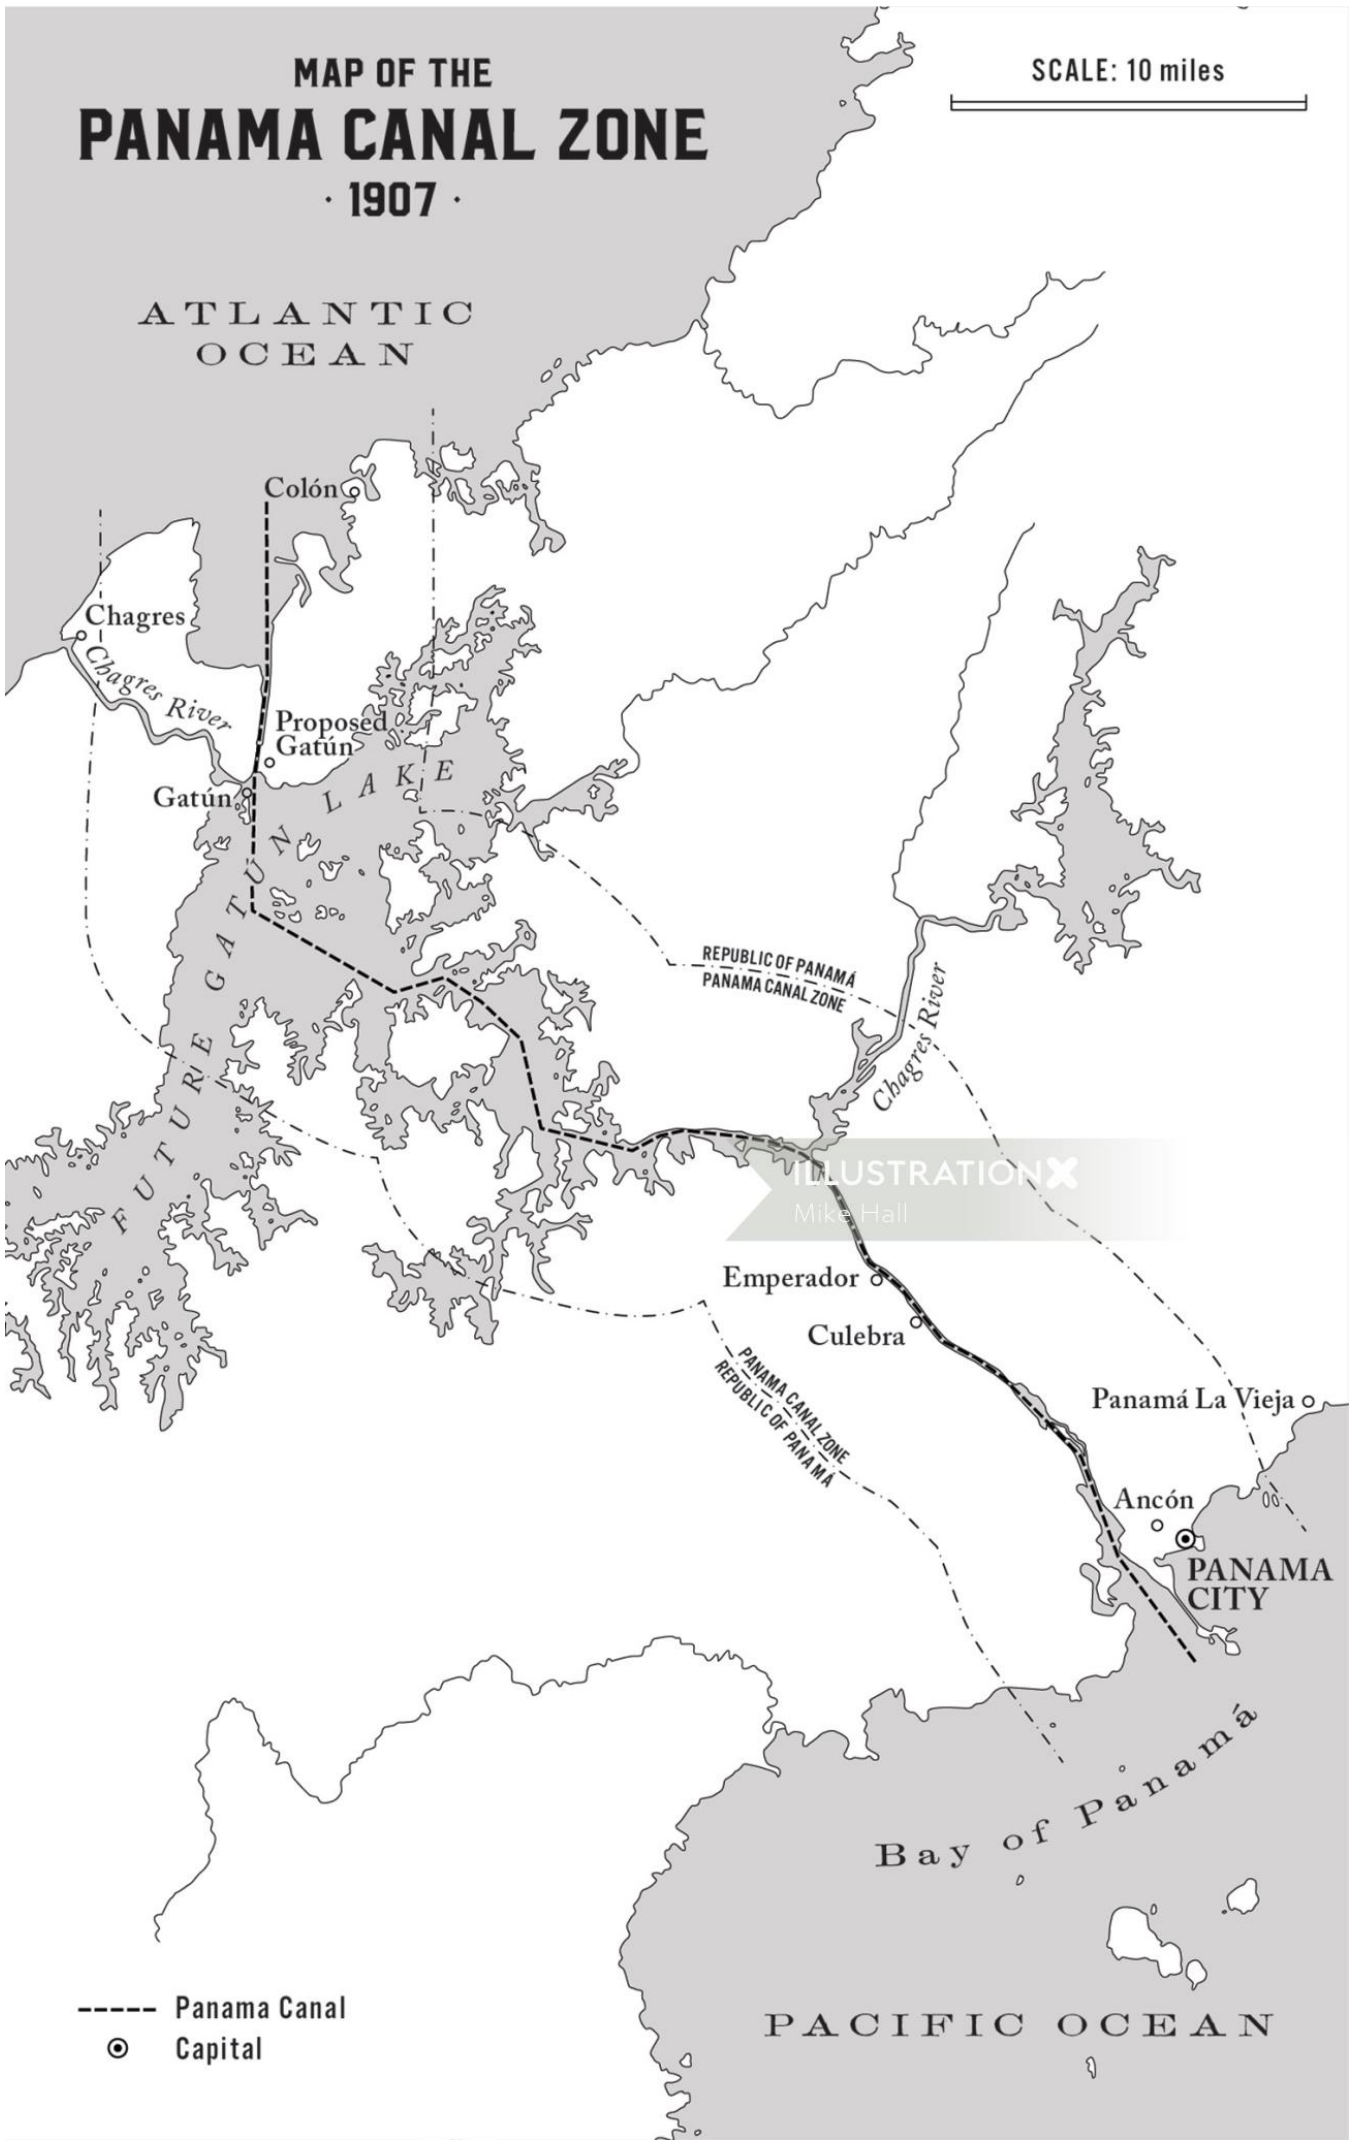 MAP OF THE
PANAMA CANAL ZONE
· 1907 ·
SCALE: 10 miles
ATLANTIC
OCEAN
Colón
Chagres
Chagres River
Proposed
Gatún
Gatún
FUTURE GATUN LAKE
REPUBLIC OF PANAMÁ
PANAMA CANAL ZONE
Chagres River
ILLUSTRATIONX
Mike Hall
Emperador
Culebra
PANAMA CANAL ZONE
REPUBLIC OF PANAMÁ
Panamá La Vieja
Ancón
PANAMA
CITY
Bay of Panamá
PACIFIC OCEAN
Panama Canal
Capital